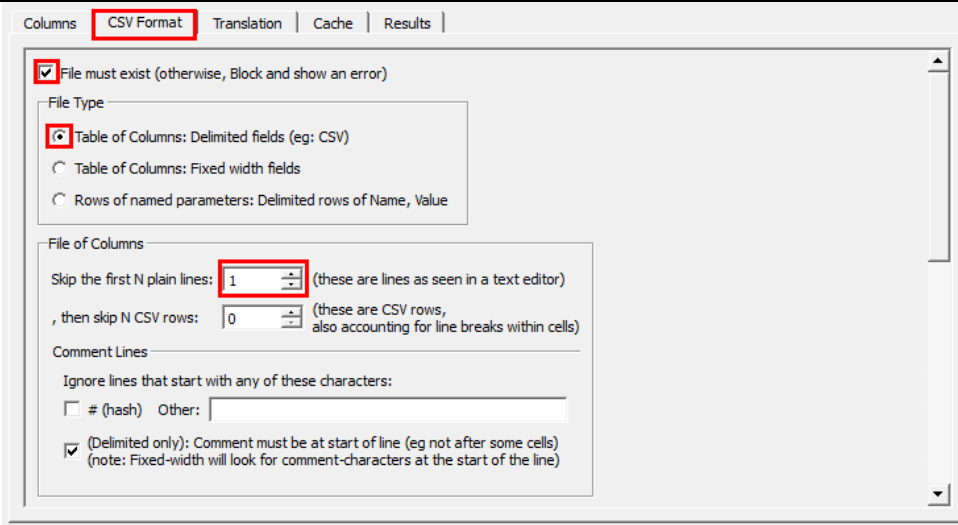 Columns CSV Format Translation Cache Results
File must exist (otherwise, Block and show an error)
File Type
Table of Columns: Delimited fields (eg: CSV)
Table of Columns: Fixed width fields
Rows of named parameters: Delimited rows of Name, Value
File of Columns
Skip the first N plain lines: 1 (these are lines as seen in a text editor)
, then skip N CSV rows: 0 (these are CSV rows,
also accounting for line breaks within cells)
Comment Lines
Ignore lines that start with any of these characters:
# (hash) Other:
(Delimited only): Comment must be at start of line (eg not after some cells)
(note: Fixed-width will look for comment-characters at the start of the line)